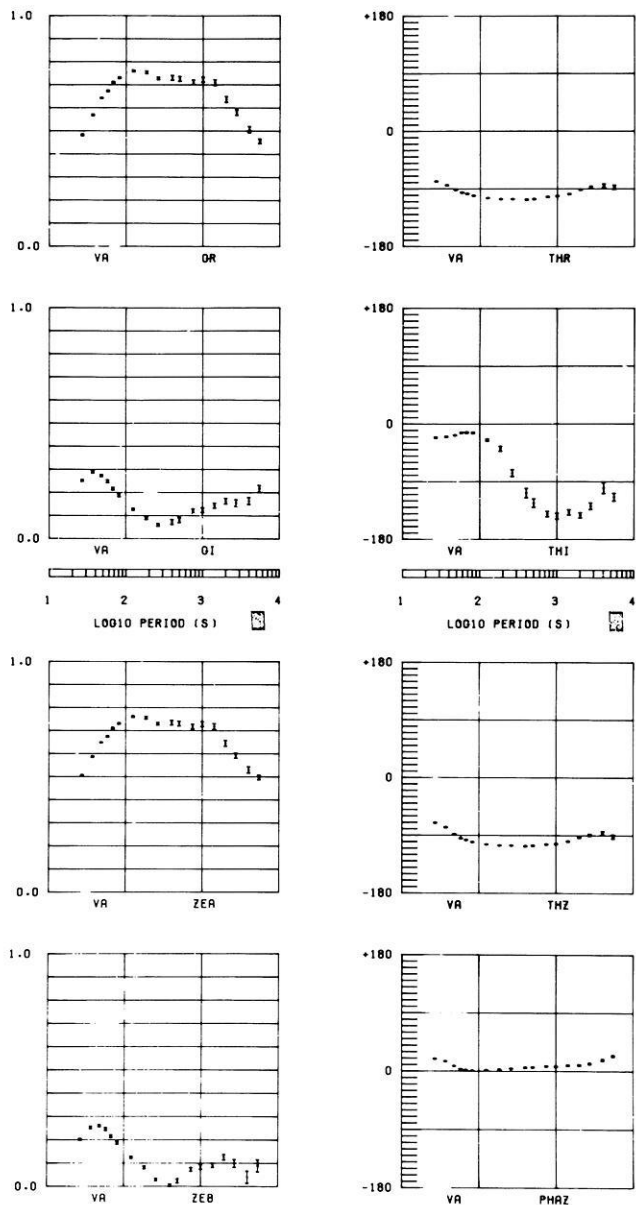 1.0 +180
0
0.0 -180
VA GR VA THR
1.0 +180
0
0.0 -180
VA GI VA THI
1 2 3 4 1 2 3 4
LOG10 PERIOD (S) LOG10 PERIOD (S)
1.0 +180
0
0.0 -180
VA ZEA VA THZ
1.0 +180
0
0.0 -180
VA ZEB VA PHAZ